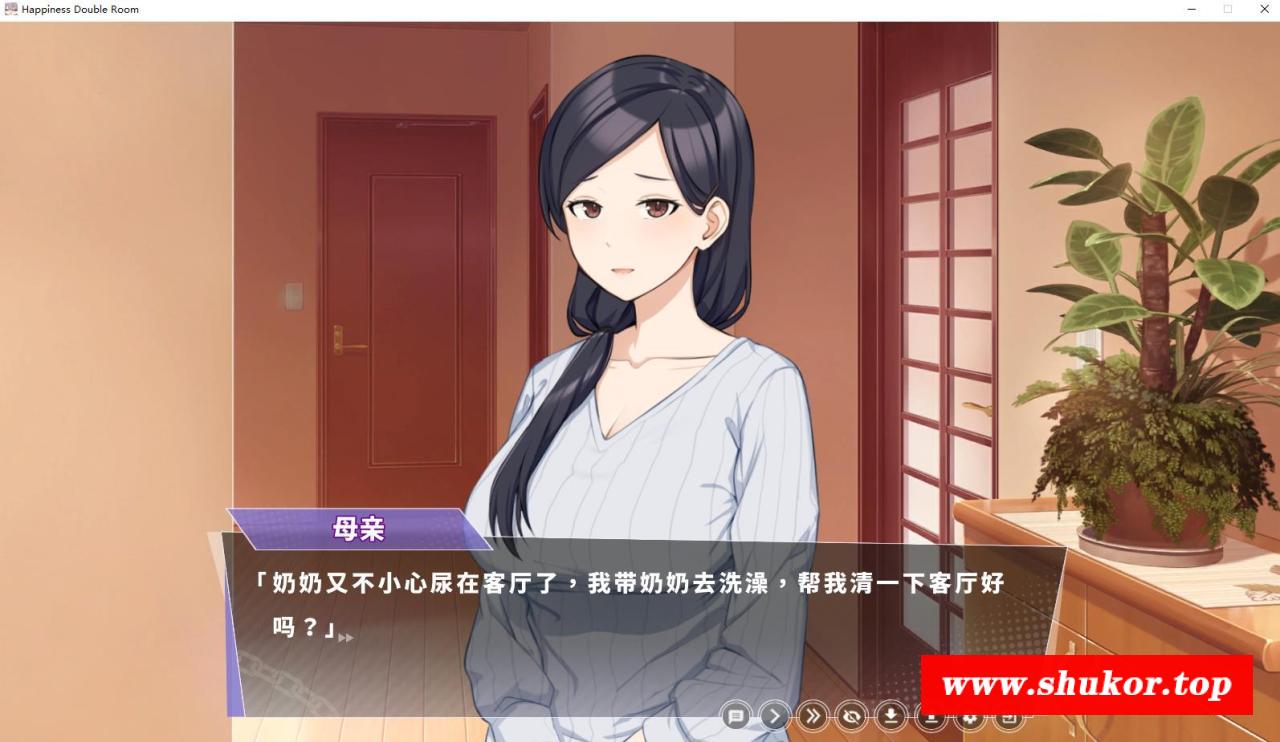 Happiness Double Room
母亲
「奶奶又不小心尿在客厅了，我带奶奶去洗澡，帮我清一下客厅好
吗？」
www.shukor.top